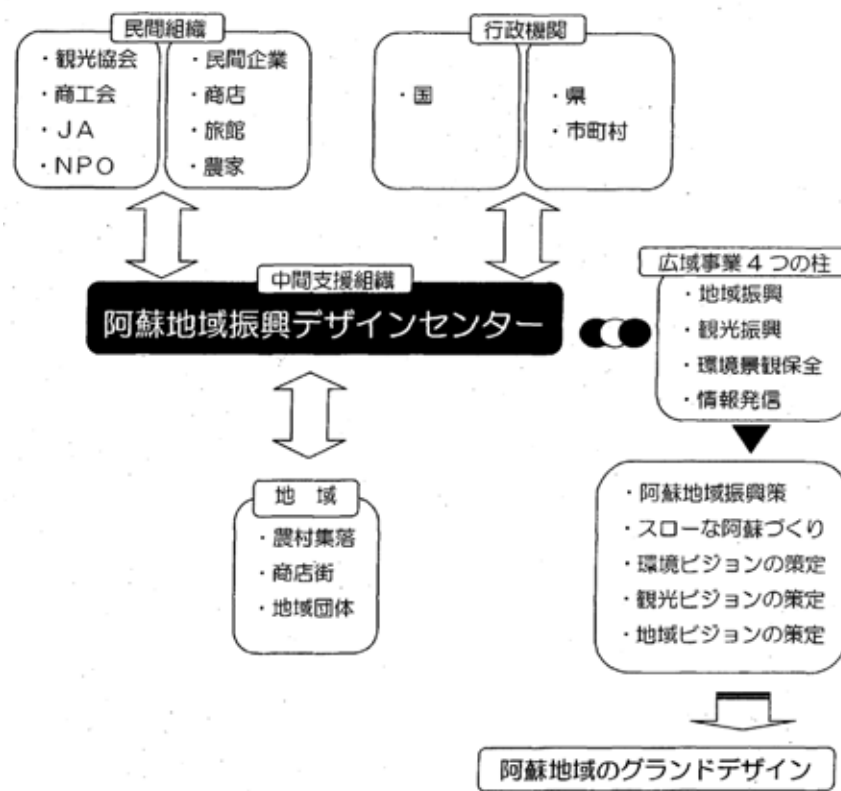 民間組織
・観光協会
・商工会
・JA
・NPO
・民間企業
・商店
・旅館
・農家
行政機関
・国
・県
・市町村
中間支援組織
阿蘇地域振興デザインセンター
広域事業4つの柱
・地域振興
・観光振興
・環境景観保全
・情報発信
地 域
・農村集落
・商店街
・地域団体
・阿蘇地域振興策
・スローな阿蘇づくり
・環境ビジョンの策定
・観光ビジョンの策定
・地域ビジョンの策定
阿蘇地域のグランドデザイン